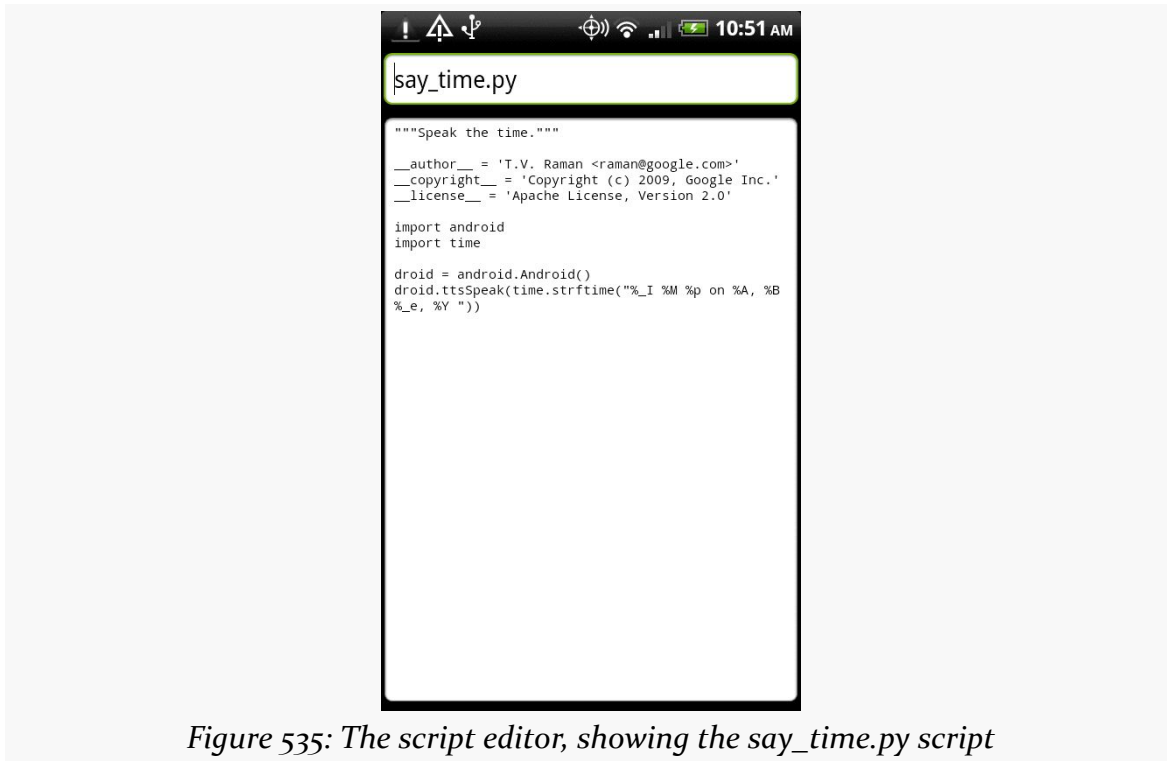 10:51 AM
say_time.py
"""Speak the time."""
__author__ = 'T.V. Raman <raman@google.com>'
__copyright__ = 'Copyright (c) 2009, Google Inc.'
__license__ = 'Apache License, Version 2.0'
import android
import time
droid = android.Android()
droid.ttsSpeak(time.strftime("%_I %M %p on %A, %B
%_e, %Y "))
Figure 535: The script editor, showing the say_time.py script